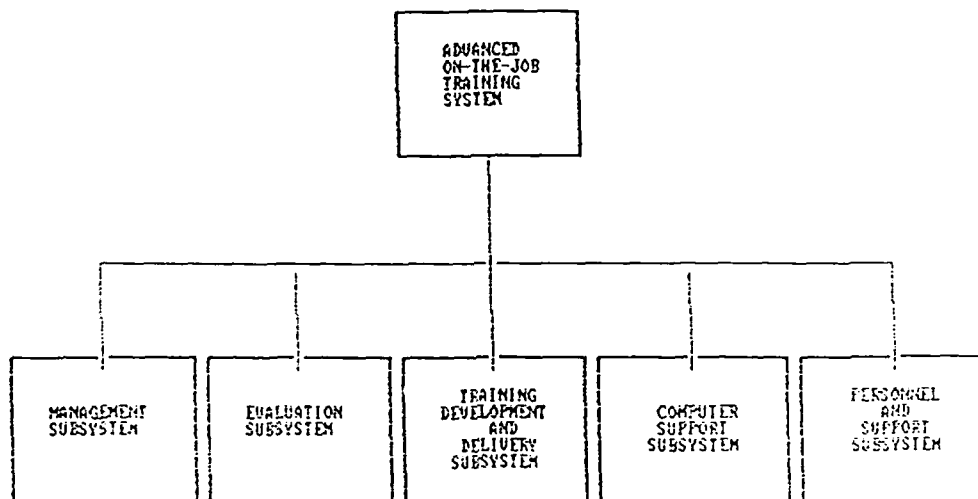 ADVANCED
ON-THE-JOB
TRAINING
SYSTEM
MANAGEMENT
SUBSYSTEM
EVALUATION
SUBSYSTEM
TRAINING
DEVELOPMENT
AND
DELIVERY
SUBSYSTEM
COMPUTER
SUPPORT
SUBSYSTEM
PERSONNEL
AND
SUPPORT
SUBSYSTEM